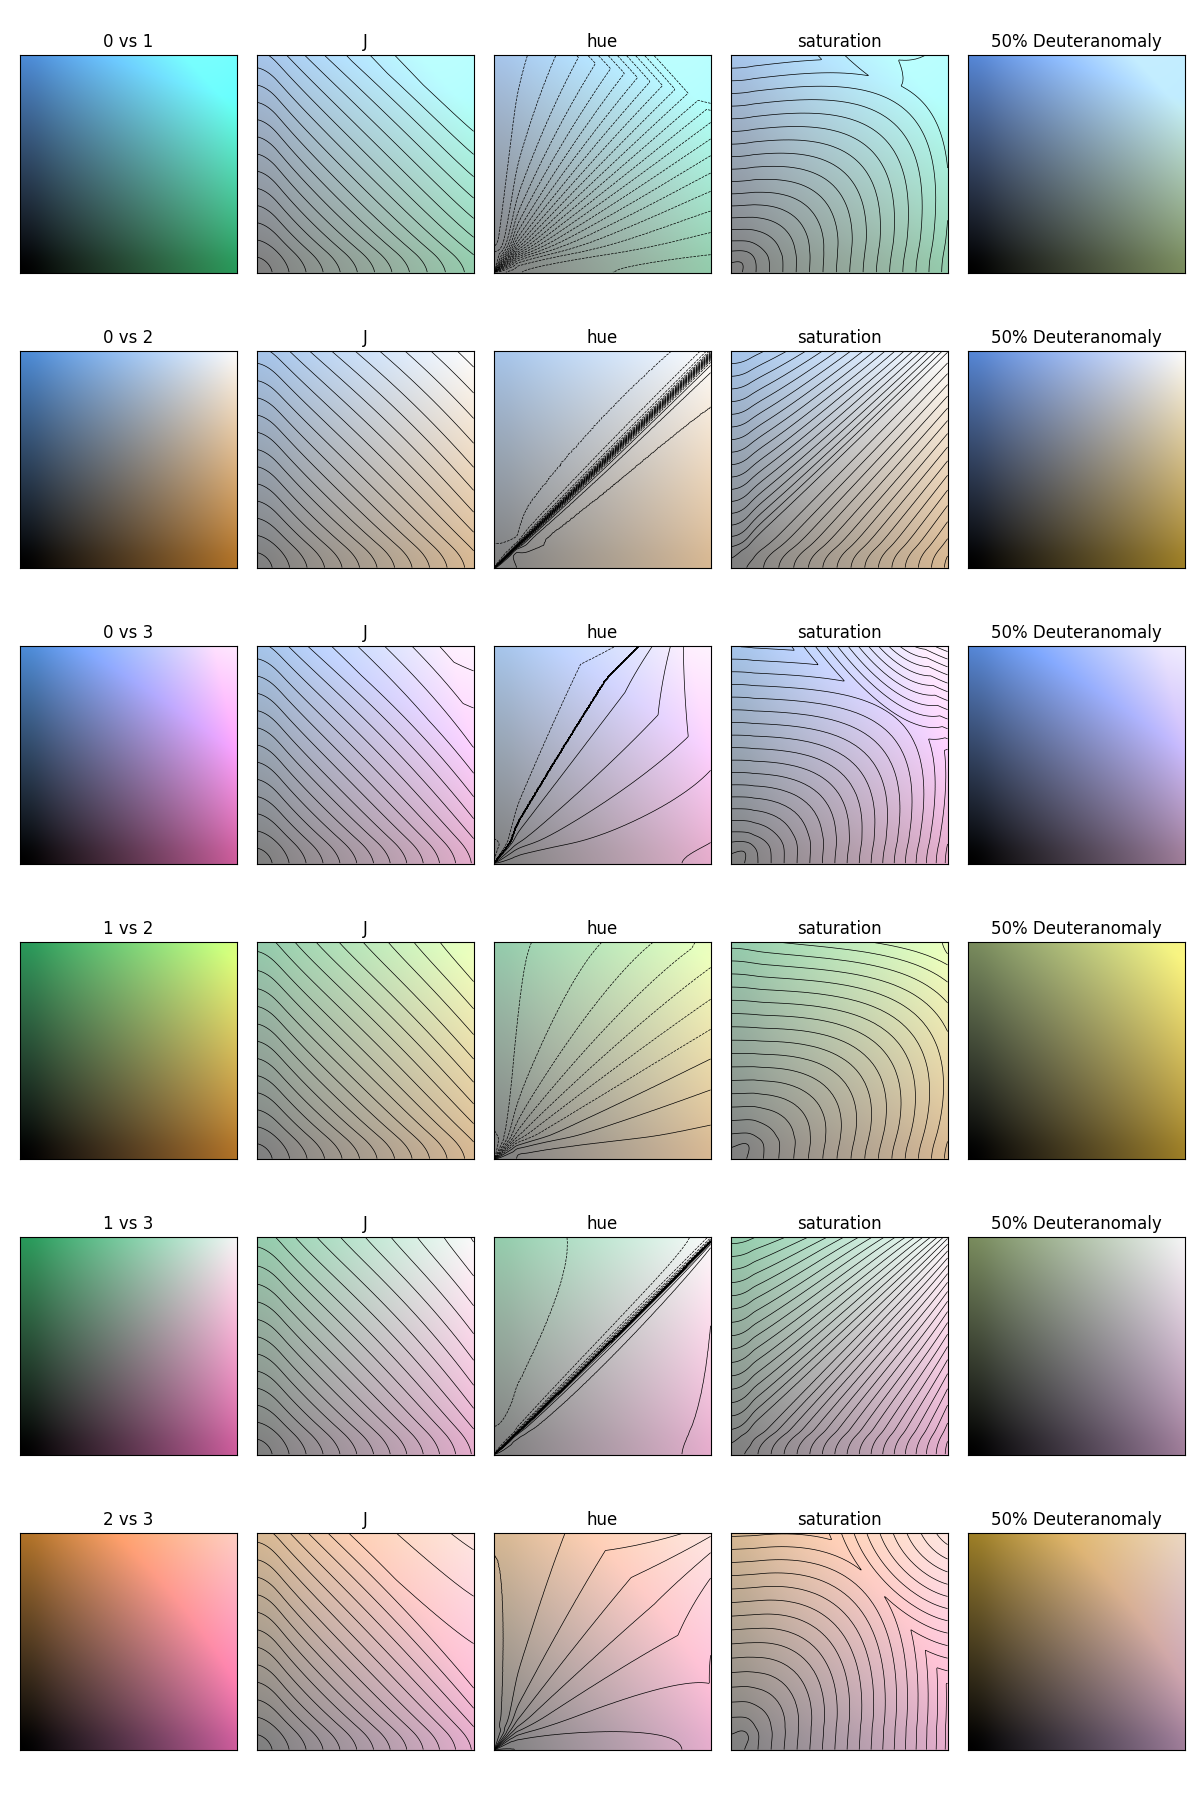 0 vs 1 J hue saturation 50% Deuteranomaly
0 vs 2 J hue saturation 50% Deuteranomaly
0 vs 3 J hue saturation 50% Deuteranomaly
1 vs 2 J hue saturation 50% Deuteranomaly
1 vs 3 J hue saturation 50% Deuteranomaly
2 vs 3 J hue saturation 50% Deuteranomaly